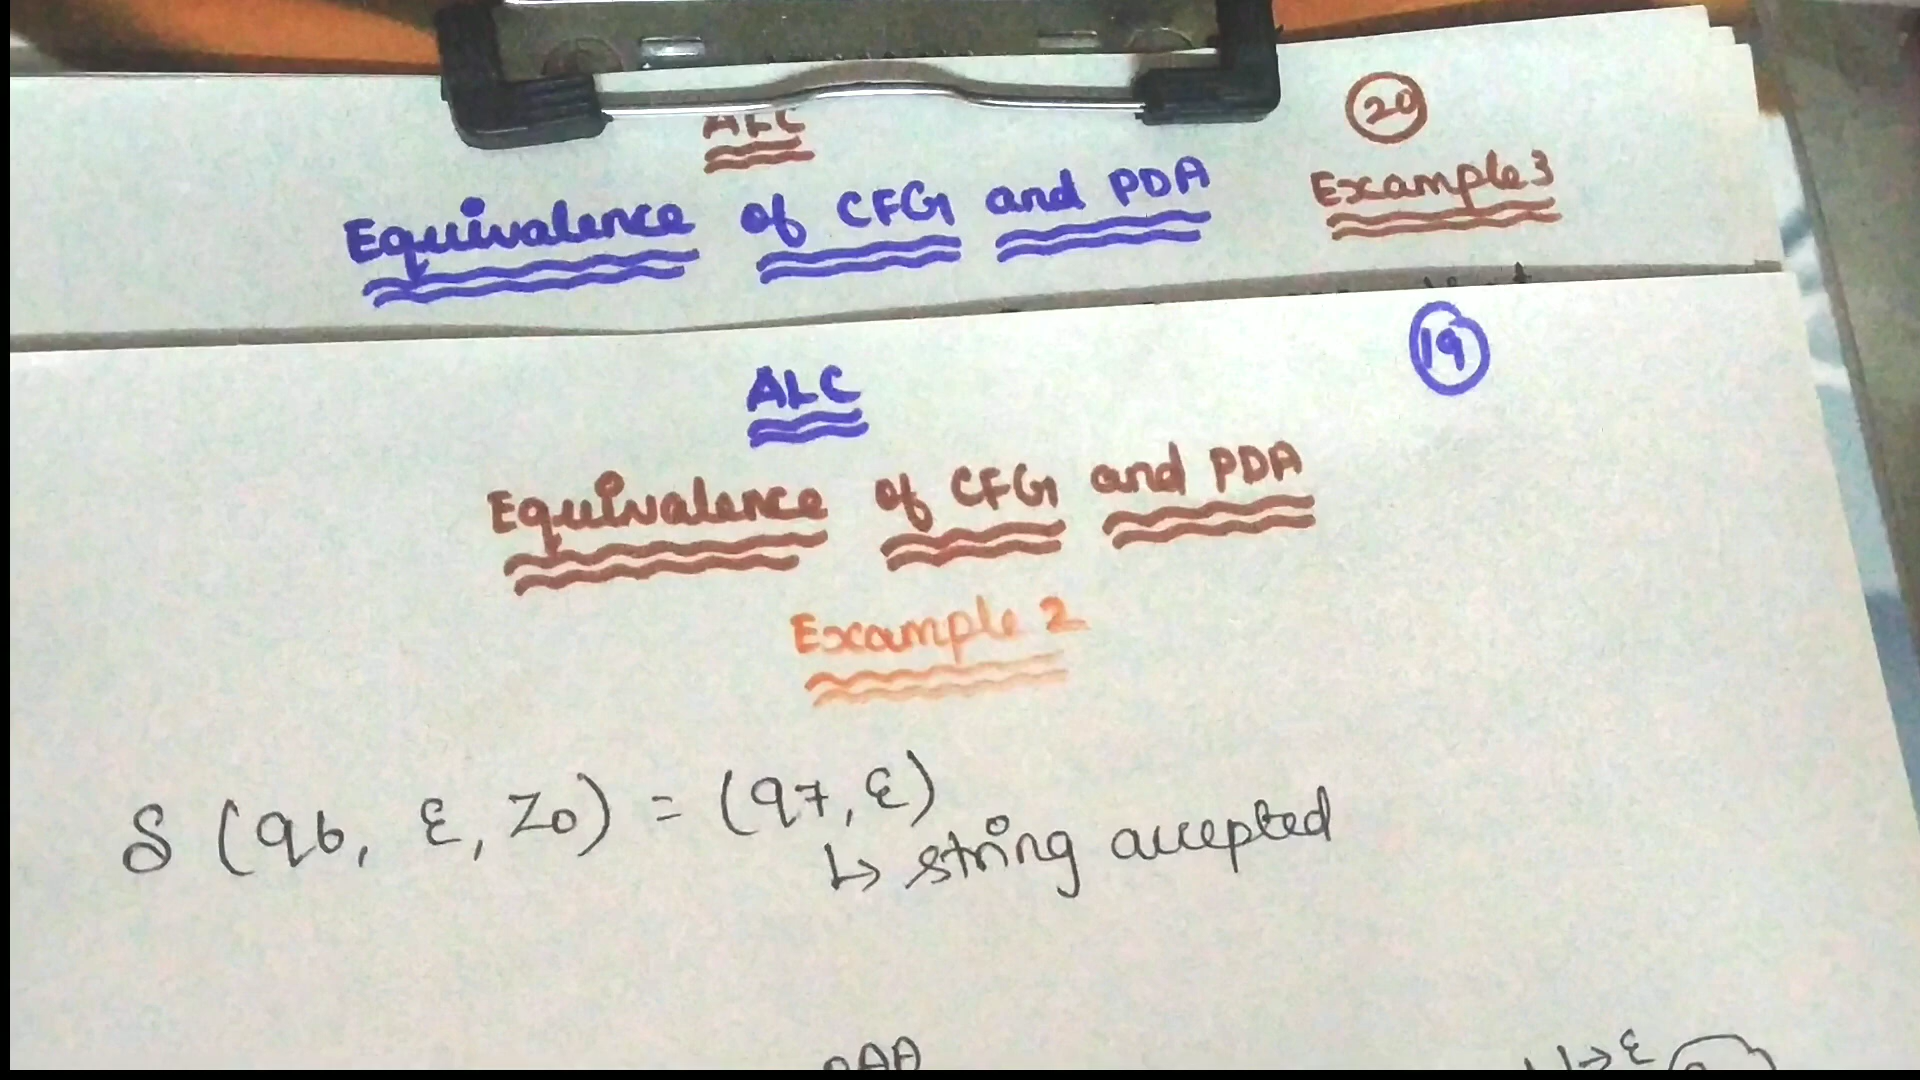 ALC
20
Equivalence of CFG and PDA
Example 3
19
ALC
Equivalence of CFG and PDA
Example 2
δ (q6, ε, Z0) = (q7, ε)
↳ string accepted